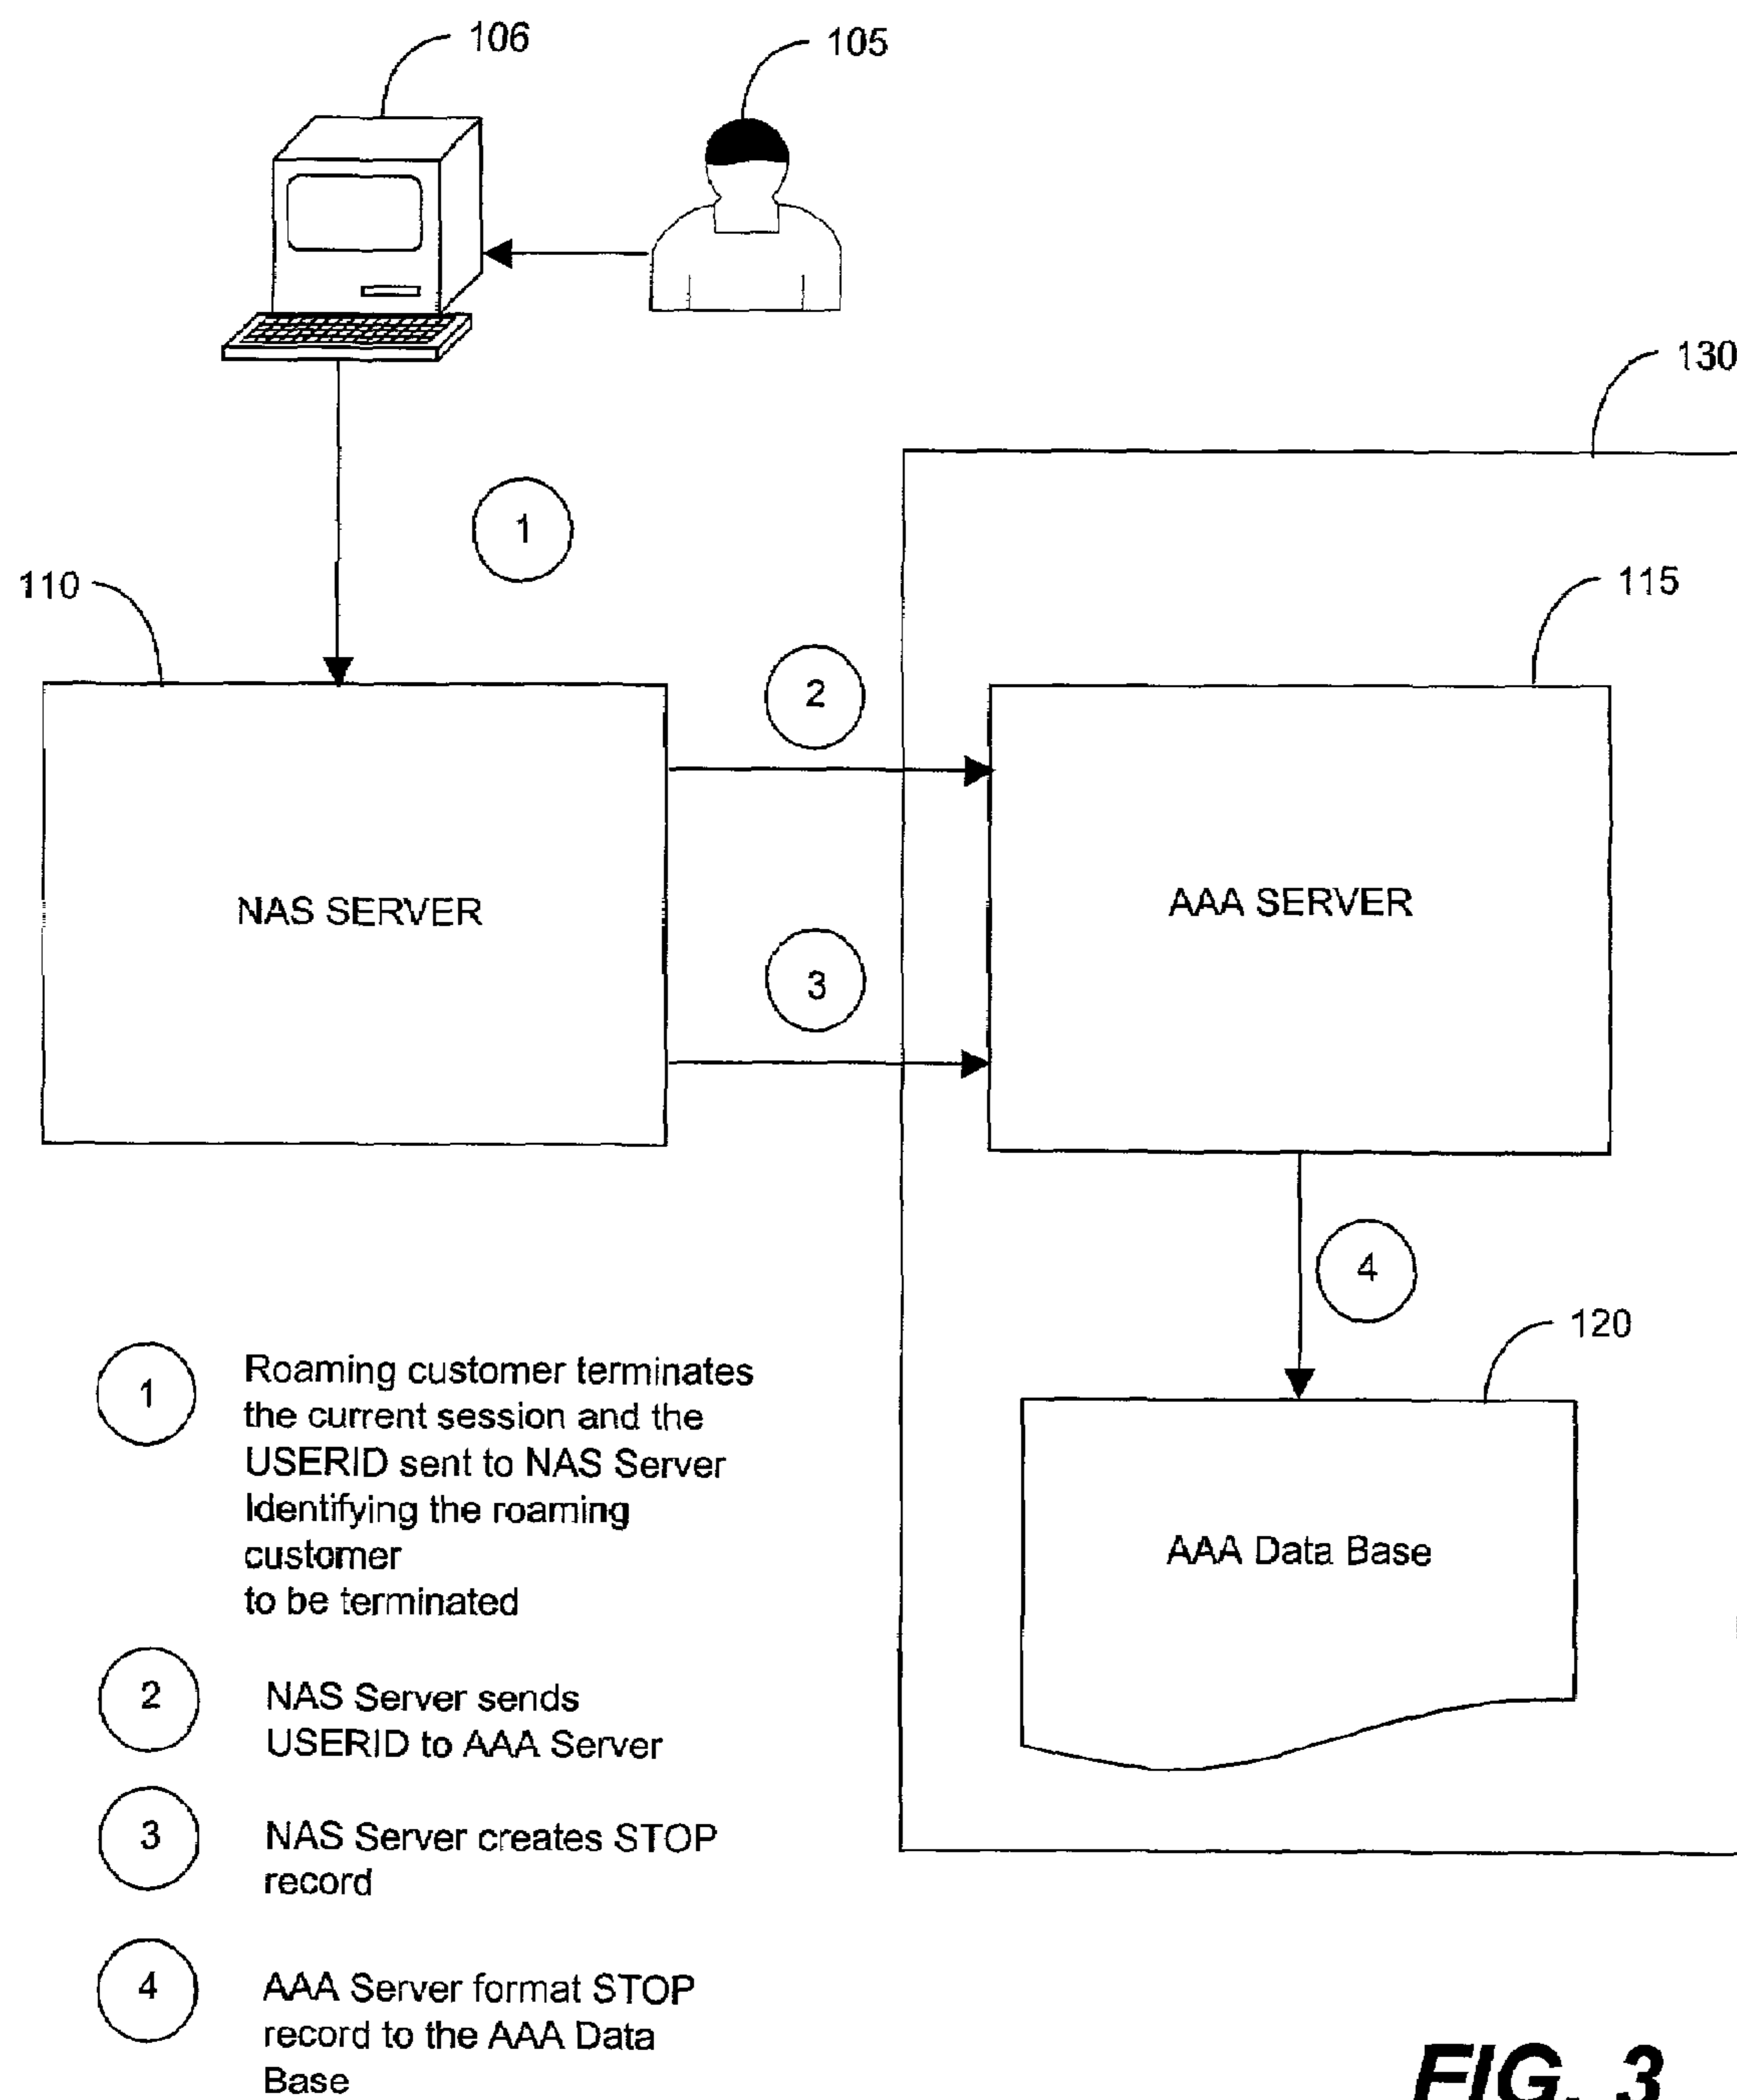 106
105
130
1
110
115
2
NAS SERVER
AAA SERVER
3
4
120
AAA Data Base
1
Roaming customer terminates
the current session and the
USERID sent to NAS Server
Identifying the roaming
customer
to be terminated
2
NAS Server sends
USERID to AAA Server
3
NAS Server creates STOP
record
4
AAA Server format STOP
record to the AAA Data
Base
FIG. 3